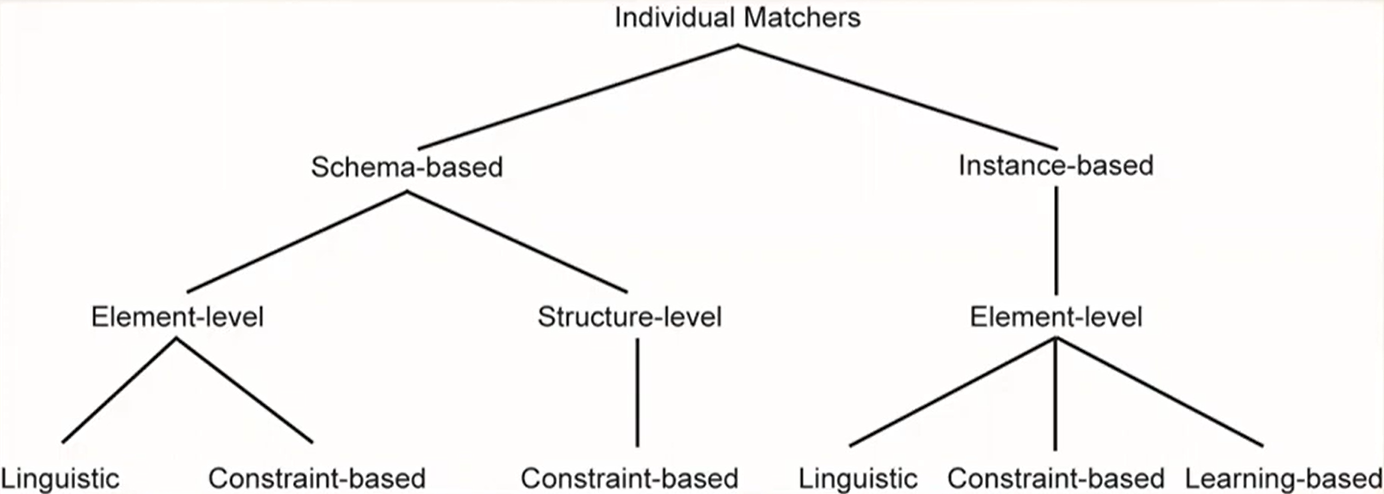 Individual Matchers
Schema-based
Instance-based
Element-level
Structure-level
Element-level
Linguistic
Constraint-based
Constraint-based
Linguistic
Constraint-based
Learning-based